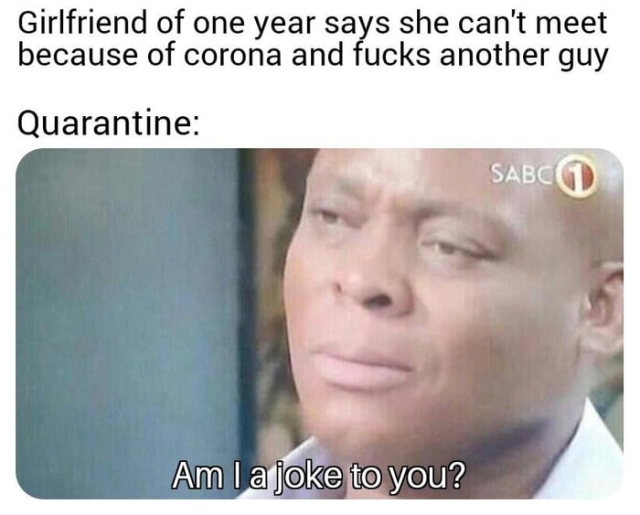 Girlfriend of one year says she can't meet
because of corona and fucks another guy
Quarantine:
SABC 1
Am I a joke to you?